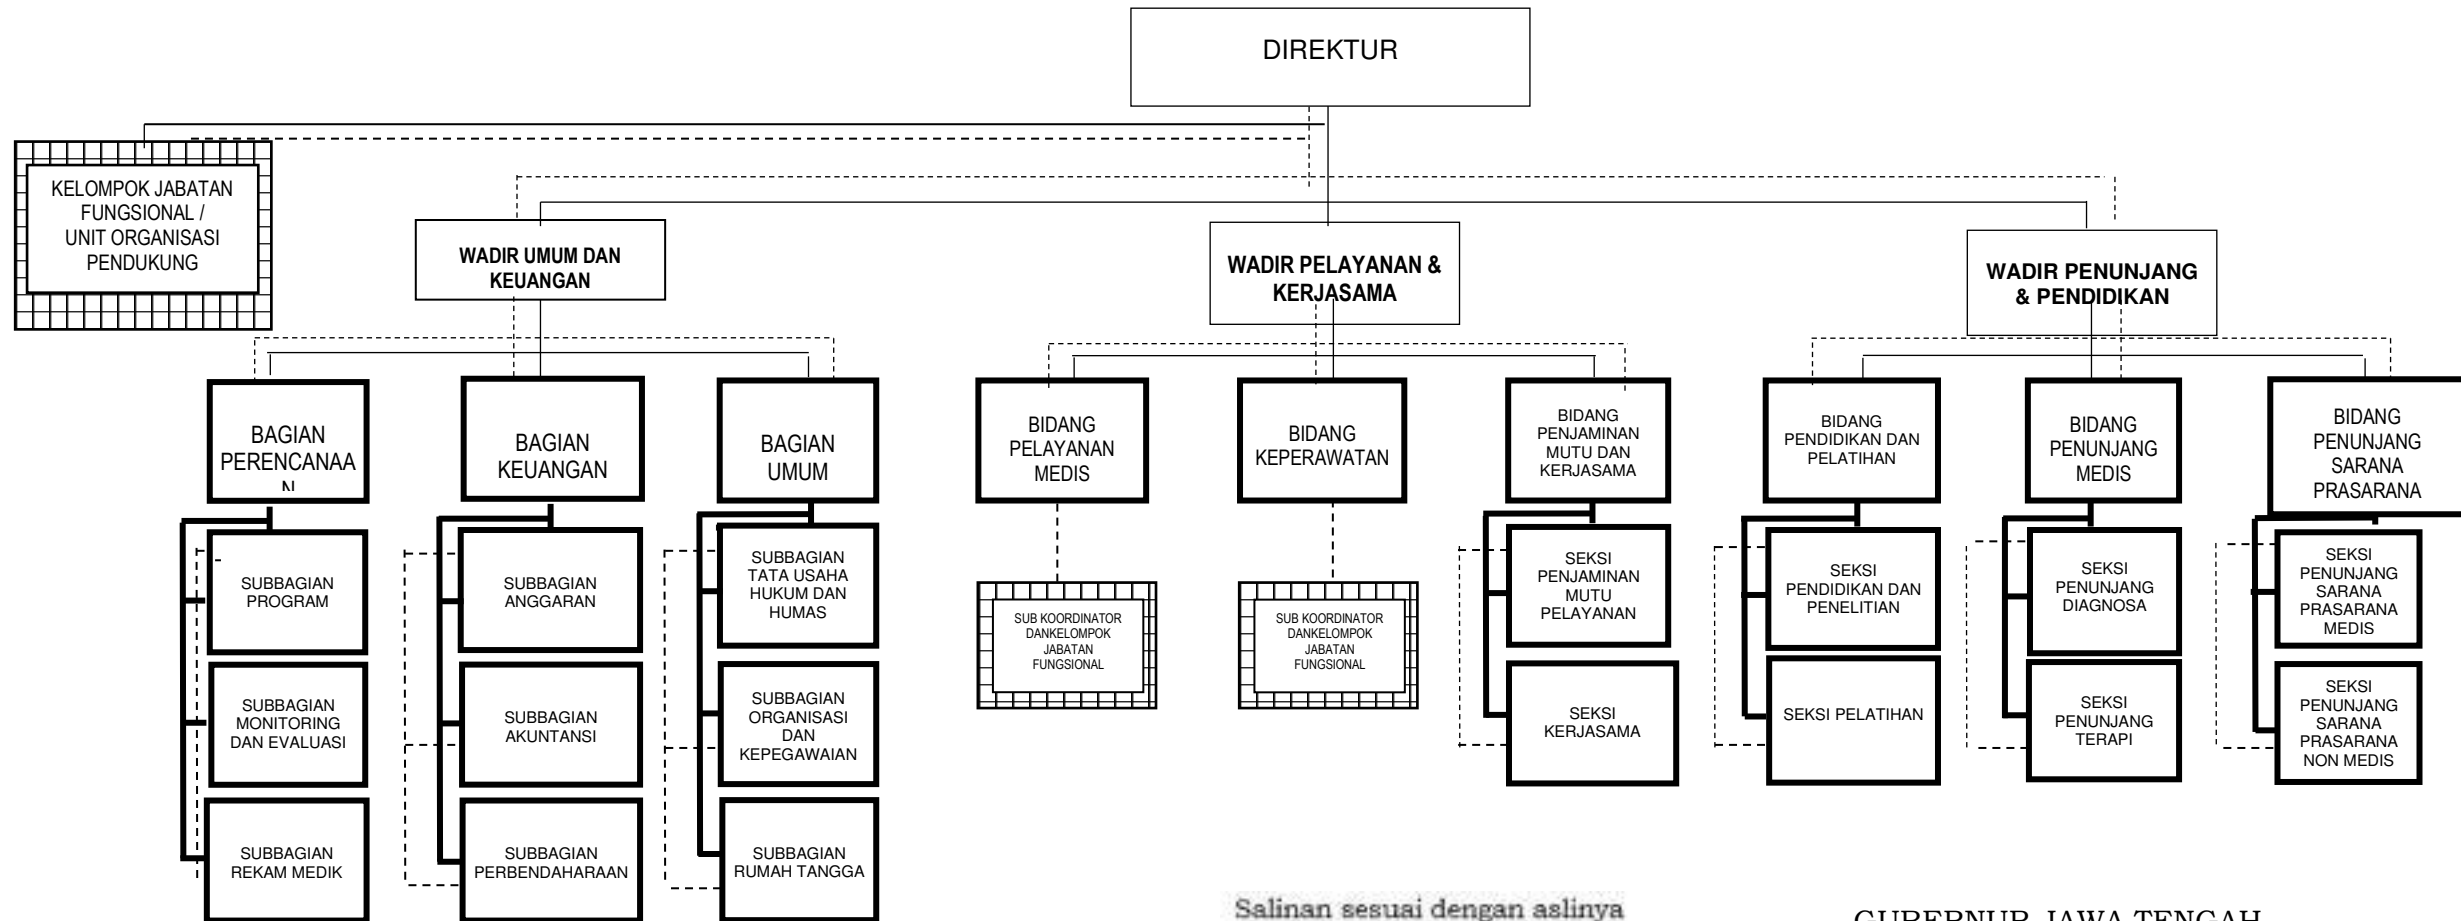 DIREKTUR
KELOMPOK JABATAN
FUNGSIONAL /
UNIT ORGANISASI
PENDUKUNG
WADIR UMUM DAN
KEUANGAN
WADIR PELAYANAN &
KERJASAMA
WADIR PENUNJANG
& PENDIDIKAN
BAGIAN
PERENCANAA
N
BAGIAN
KEUANGAN
BAGIAN
UMUM
BIDANG
PELAYANAN
MEDIS
BIDANG
KEPERAWATAN
BIDANG
PENJAMINAN
MUTU DAN
KERJASAMA
BIDANG
PENDIDIKAN DAN
PELATIHAN
BIDANG
PENUNJANG
MEDIS
BIDANG
PENUNJANG
SARANA
PRASARANA
SUBBAGIAN
PROGRAM
SUBBAGIAN
ANGGARAN
SUBBAGIAN
TATA USAHA
HUKUM DAN
HUMAS
SUB KOORDINATOR
DANKELOMPOK
JABATAN
FUNGSIONAL
SUB KOORDINATOR
DANKELOMPOK
JABATAN
FUNGSIONAL
SEKSI
PENJAMINAN
MUTU
PELAYANAN
SEKSI
PENDIDIKAN DAN
PENELITIAN
SEKSI
PENUNJANG
DIAGNOSA
SEKSI
PENUNJANG
SARANA
PRASARANA
MEDIS
SUBBAGIAN
MONITORING
DAN EVALUASI
SUBBAGIAN
AKUNTANSI
SUBBAGIAN
ORGANISASI
DAN
KEPEGAWAIAN
SEKSI
KERJASAMA
SEKSI PELATIHAN
SEKSI
PENUNJANG
TERAPI
SEKSI
PENUNJANG
SARANA
PRASARANA
NON MEDIS
SUBBAGIAN
REKAM MEDIK
SUBBAGIAN
PERBENDAHARAAN
SUBBAGIAN
RUMAH TANGGA
Salinan sesuai dengan aslinya
GUBERNUR JAWA TENGAH